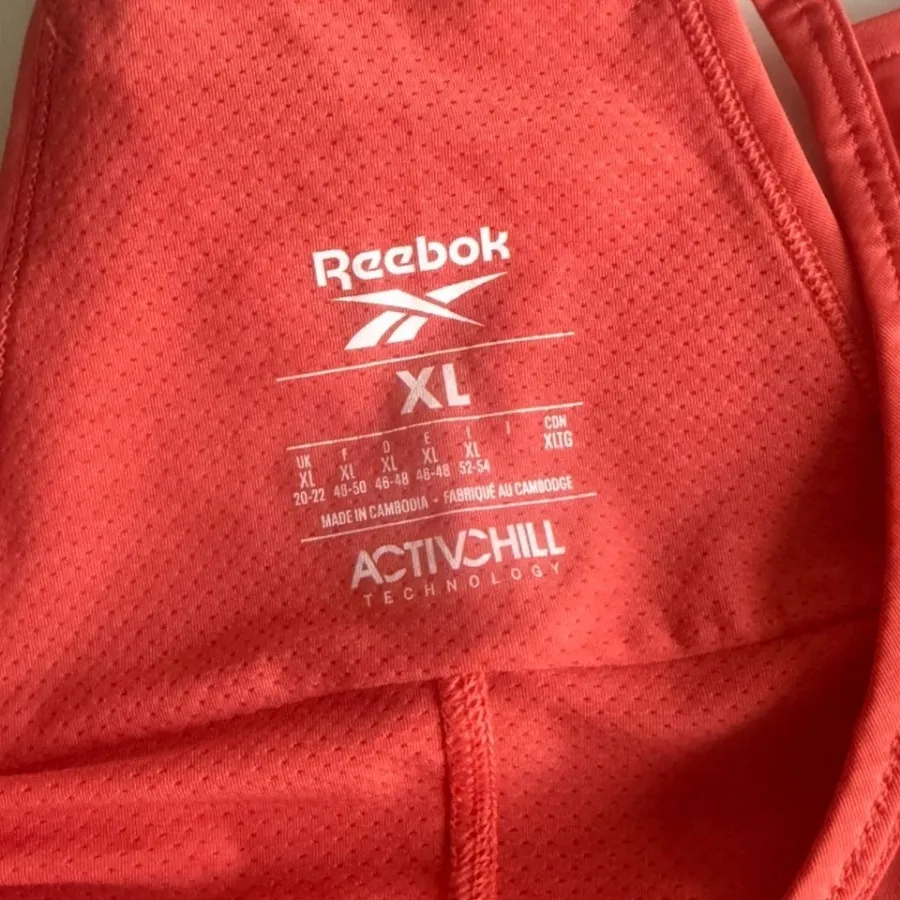 Reebok
XL
UK F D E I CDN
XL XL XL XL XL XLTG
20-22 48-50 46-48 46-48 52-54
MADE IN CAMBODIA - FABRIQUÉ AU CAMBODGE
ACTIVCHILL
TECHNOLOGY